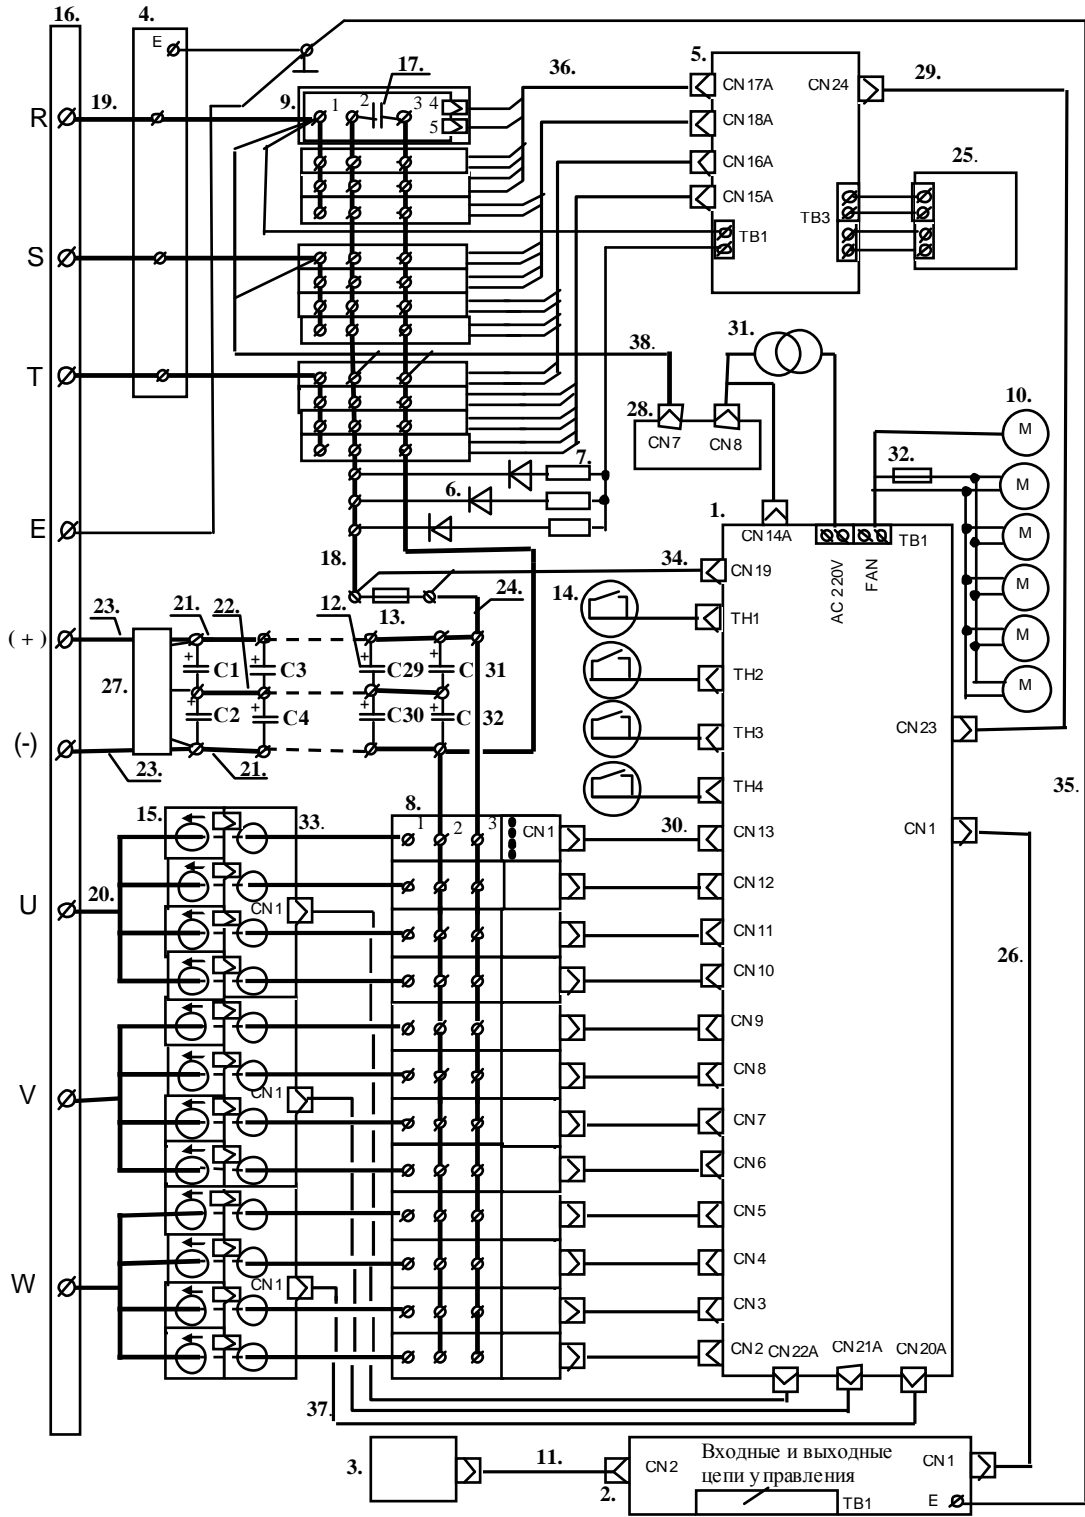 16.
4.
E
5.
17.
36.
29.
CN17A
CN24
19.
9.
1
2
3
4
5
R
CN18A
25.
CN16A
CN15A
TB3
TB1
S
31.
38.
T
28.
CN7
CN8
10.
M
7.
32.
M
6.
1.
CN14A
TB1
M
E
18.
34.
CN19
AC 220V
FAN
24.
14.
M
23.
21.
22.
12.
13.
TH1
(+)
M
C1
C3
C29
C 31
TH2
M
27.
C2
C4
C30
C 32
CN23
(-)
TH3
23.
21.
TH4
35.
15.
33.
8.
1
2
3
CN1
30.
CN13
CN1
20.
CN12
U
CN1
CN11
26.
CN10
CN9
CN8
V
CN1
CN7
CN6
CN5
CN4
W
CN1
CN3
CN2
CN22A
CN21A
CN20A
37.
3.
11.
CN2
Входные и выходные
цепи управления
CN1
2.
TB1
E